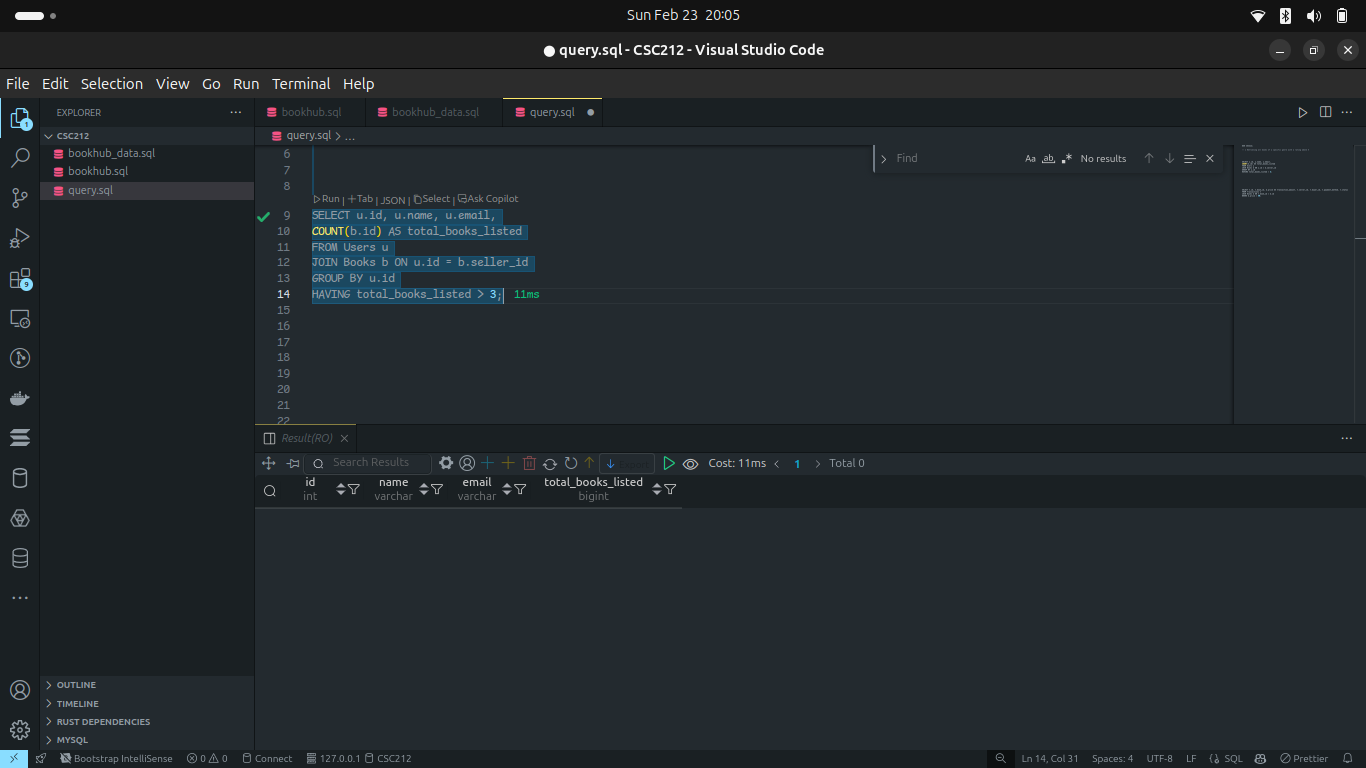 Sun Feb 23 20:05
● query.sql - CSC212 - Visual Studio Code
File Edit Selection View Go Run Terminal Help
EXPLORER
CSC212
bookhub_data.sql
bookhub.sql
query.sql
OUTLINE
TIMELINE
RUST DEPENDENCIES
MYSQL
1
9
bookhub.sql bookhub_data.sql query.sql
query.sql > ...
Find Aa ab No results
6
7
8
Run | +Tab | JSON | Select | Ask Copilot
9 SELECT u.id, u.name, u.email,
10 COUNT(b.id) AS total_books_listed
11 FROM Users u
12 JOIN Books b ON u.id = b.seller_id
13 GROUP BY u.id
14 HAVING total_books_listed > 3; 11ms
15
16
17
18
19
20
21
22
Result(RO)
Search Results Cost: 11ms < 1 > Total 0
id name email total_books_listed
int varchar varchar bigint
Bootstrap IntelliSense 0 0 Connect 127.0.0.1 CSC212 Ln 14, Col 31 Spaces: 4 UTF-8 LF SQL Prettier